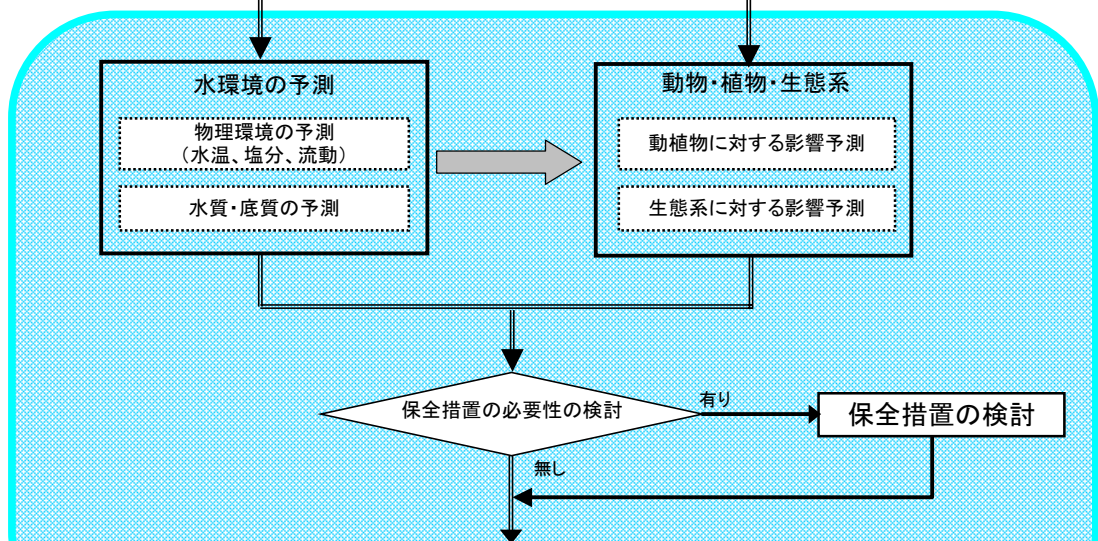 水環境の予測
物理環境の予測
（水温、塩分、流動）
水質・底質の予測
動物・植物・生態系
動植物に対する影響予測
生態系に対する影響予測
保全措置の必要性の検討
有り
保全措置の検討
無し